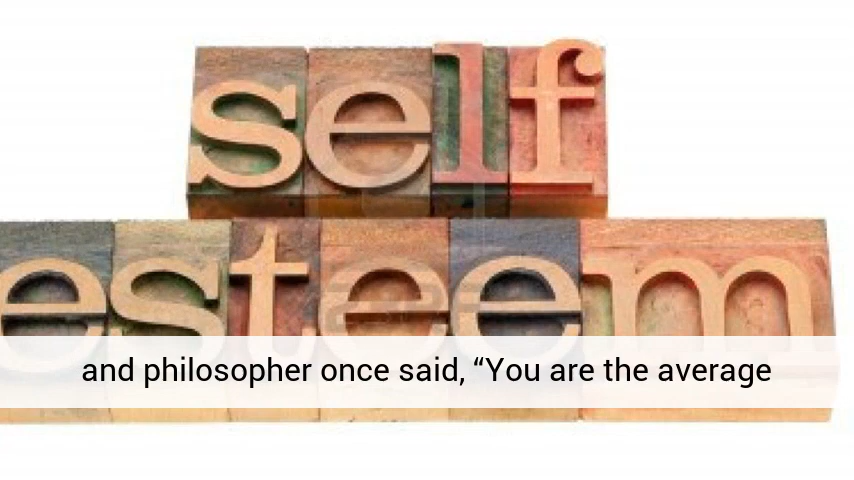 self
esteem
and philosopher once said, “You are the average